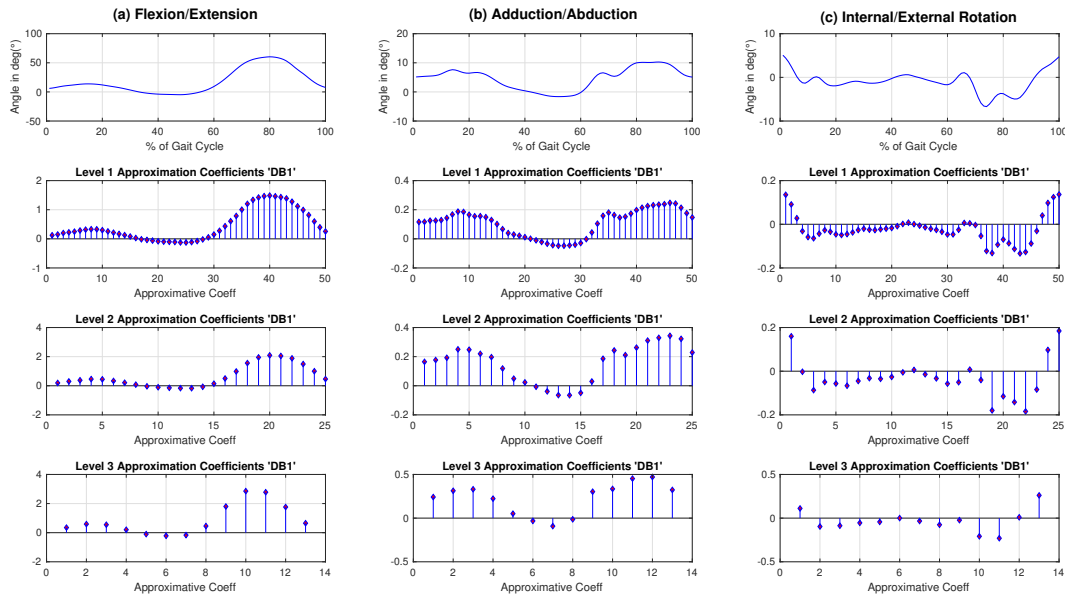 (a) Flexion/Extension
Angle in deg(°)
100
50
0
-50
0 20 40 60 80 100
% of Gait Cycle
(b) Adduction/Abduction
Angle in deg(°)
20
10
0
-10
0 20 40 60 80 100
% of Gait Cycle
(c) Internal/External Rotation
Angle in deg(°)
10
0
-10
0 20 40 60 80 100
% of Gait Cycle
Level 1 Approximation Coefficients 'DB1'
2
1
0
-1
0 10 20 30 40 50
Approximative Coeff
Level 1 Approximation Coefficients 'DB1'
0.4
0.2
0
-0.2
0 10 20 30 40 50
Approximative Coeff
Level 1 Approximation Coefficients 'DB1'
0.2
0
-0.2
0 10 20 30 40 50
Approximative Coeff
Level 2 Approximation Coefficients 'DB1'
4
2
0
-2
0 5 10 15 20 25
Approximative Coeff
Level 2 Approximation Coefficients 'DB1'
0.4
0.2
0
-0.2
0 5 10 15 20 25
Approximative Coeff
Level 2 Approximation Coefficients 'DB1'
0.2
0
-0.2
0 5 10 15 20 25
Approximative Coeff
Level 3 Approximation Coefficients 'DB1'
4
2
0
-2
0 2 4 6 8 10 12 14
Approximative Coeff
Level 3 Approximation Coefficients 'DB1'
0.5
0
-0.5
0 2 4 6 8 10 12 14
Approximative Coeff
Level 3 Approximation Coefficients 'DB1'
0.5
0
-0.5
0 2 4 6 8 10 12 14
Approximative Coeff